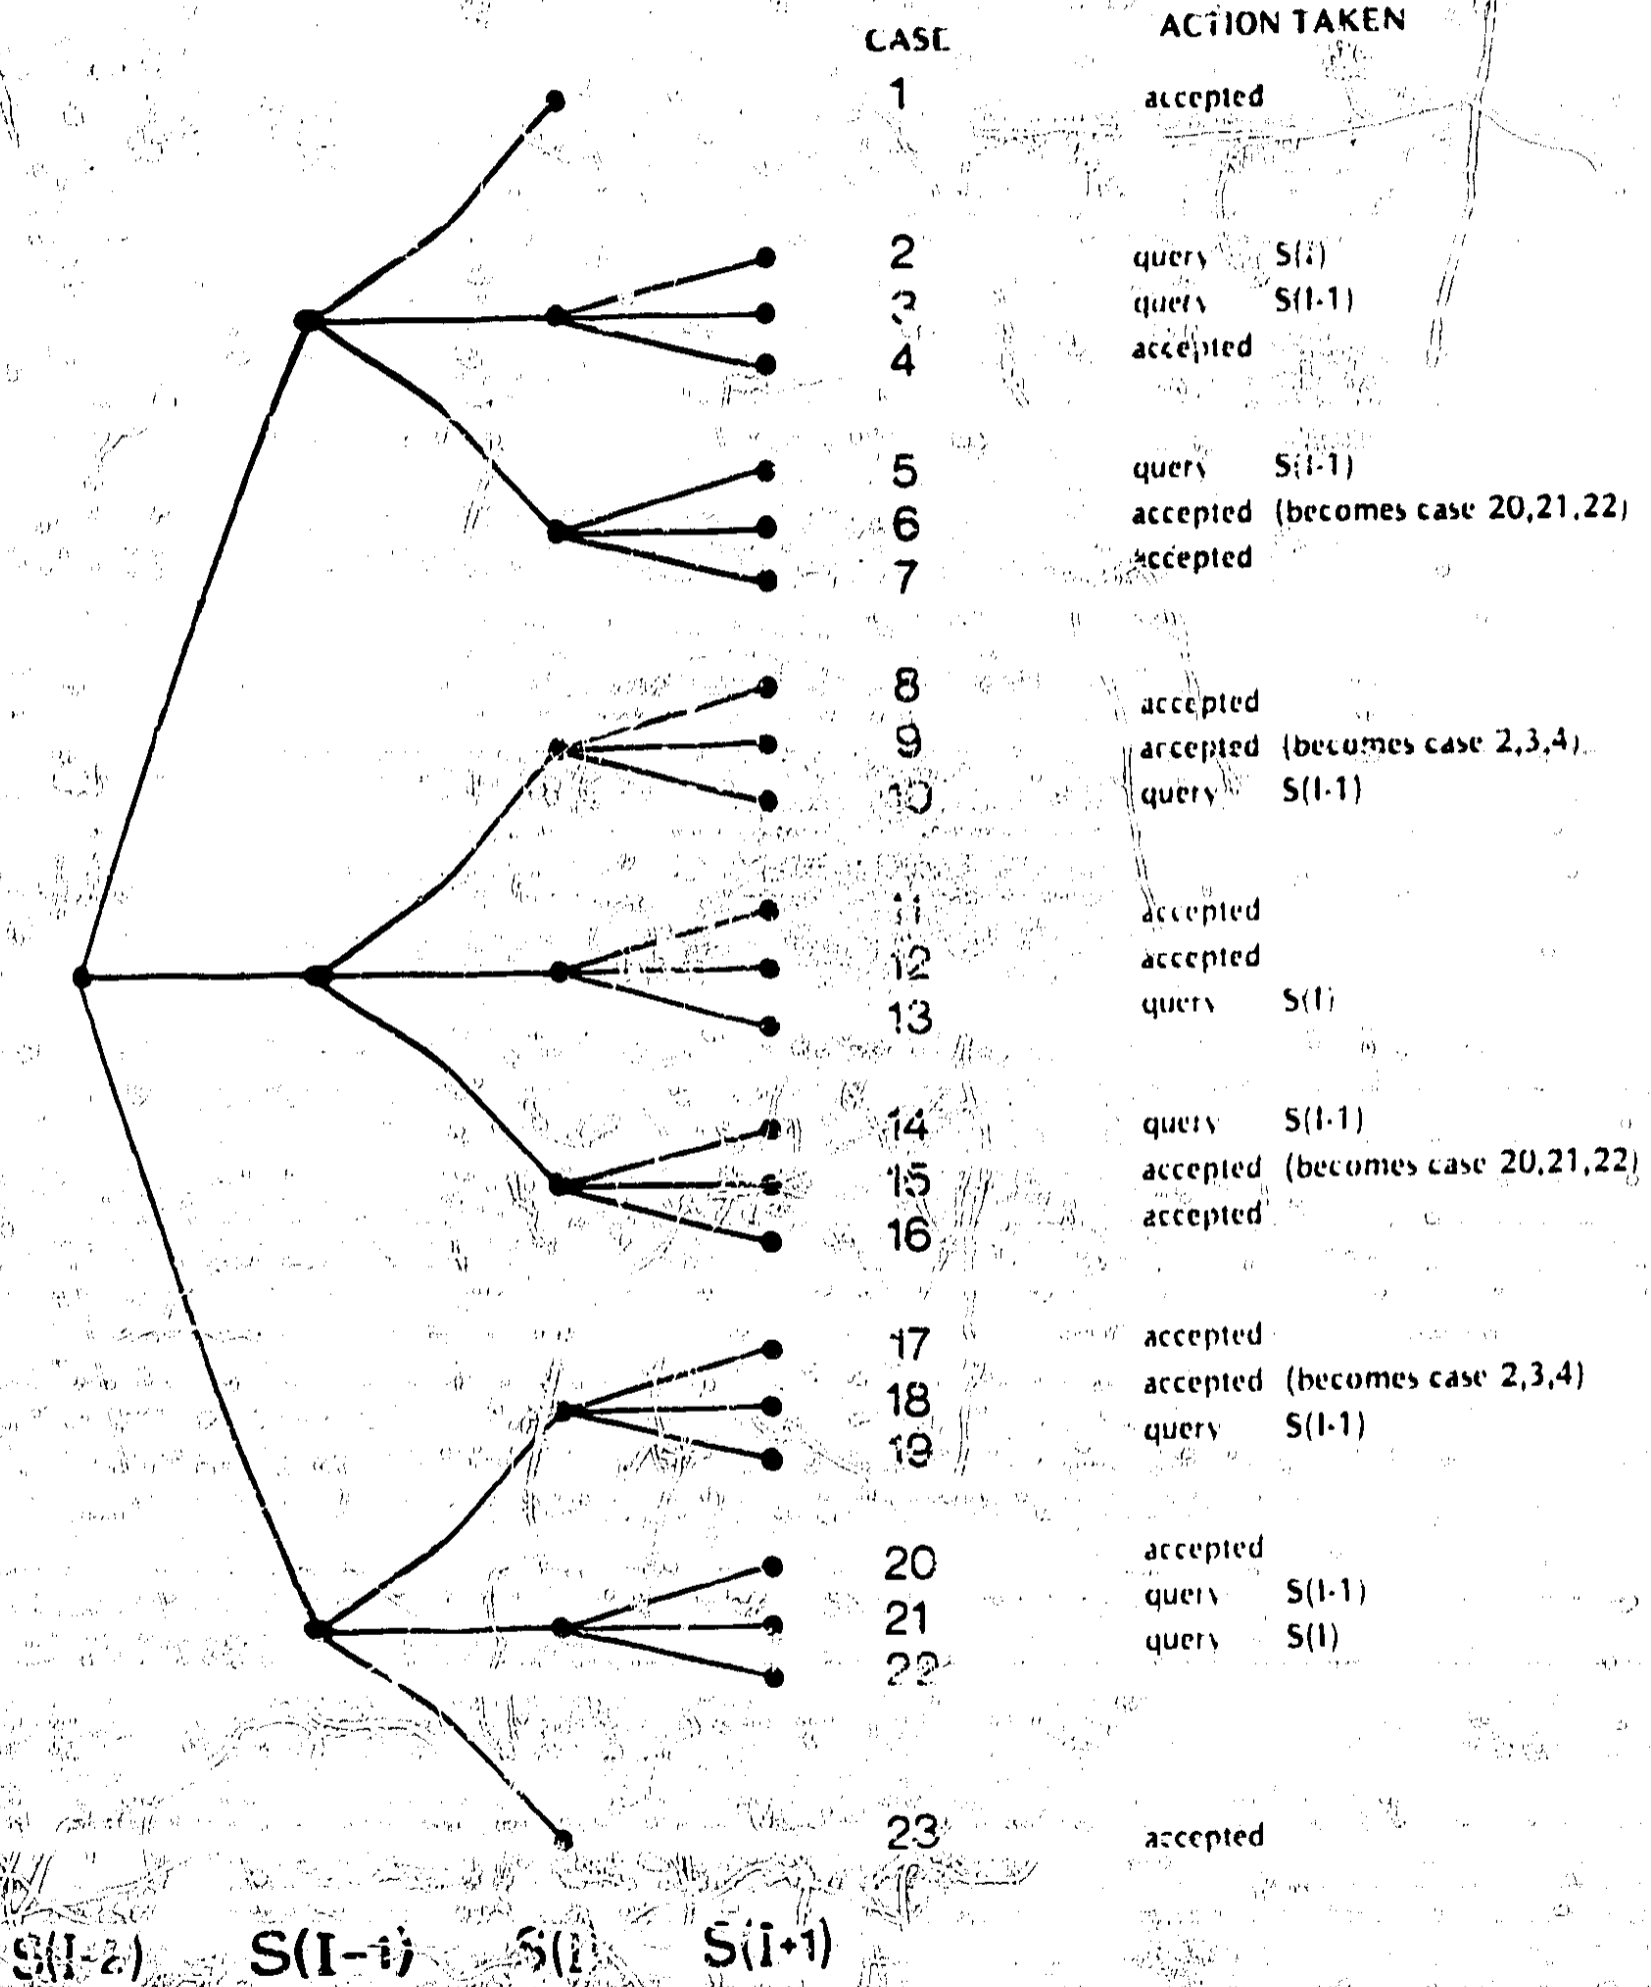 CASE ACTION TAKEN
1 accepted
2 query S(I)
3 query S(I-1)
4 accepted
5 query S(I-1)
6 accepted (becomes case 20,21,22)
7 accepted
8 accepted
9 accepted (becomes case 2,3,4)
10 query S(I-1)
11 accepted
12 accepted
13 query S(I)
14 query S(I-1)
15 accepted (becomes case 20,21,22)
16 accepted
17 accepted
18 accepted (becomes case 2,3,4)
19 query S(I-1)
20 accepted
21 query S(I-1)
22 query S(I)
23 accepted
S(I-2) S(I-1) S(I) S(I+1)